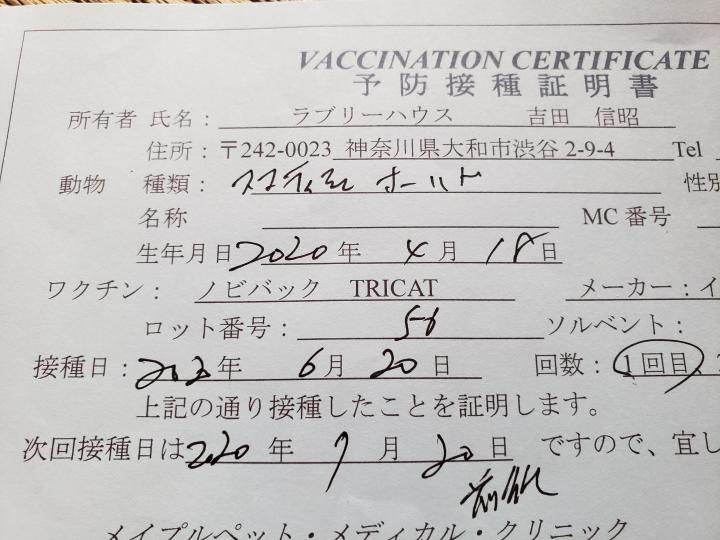 VACCINATION CERTIFICATE
予防接種証明書
所有者 氏名： ラブリーハウス 吉田 信昭
住所：〒242-0023 神奈川県大和市渋谷 2-9-4 Tel
動物 種類：
名称 MC 番号
生年月日 2020 年 4 月 18 日
ワクチン： ノビバック TRICAT メーカー：イ
ロット番号： 56 ソルベント：
接種日： 2020 年 6 月 20 日 回数： 1 回目
上記の通り接種したことを証明します。
次回接種日は 2020 年 7 月 20 日 ですので、宜し
メイプルペット・メディカル・クリニック